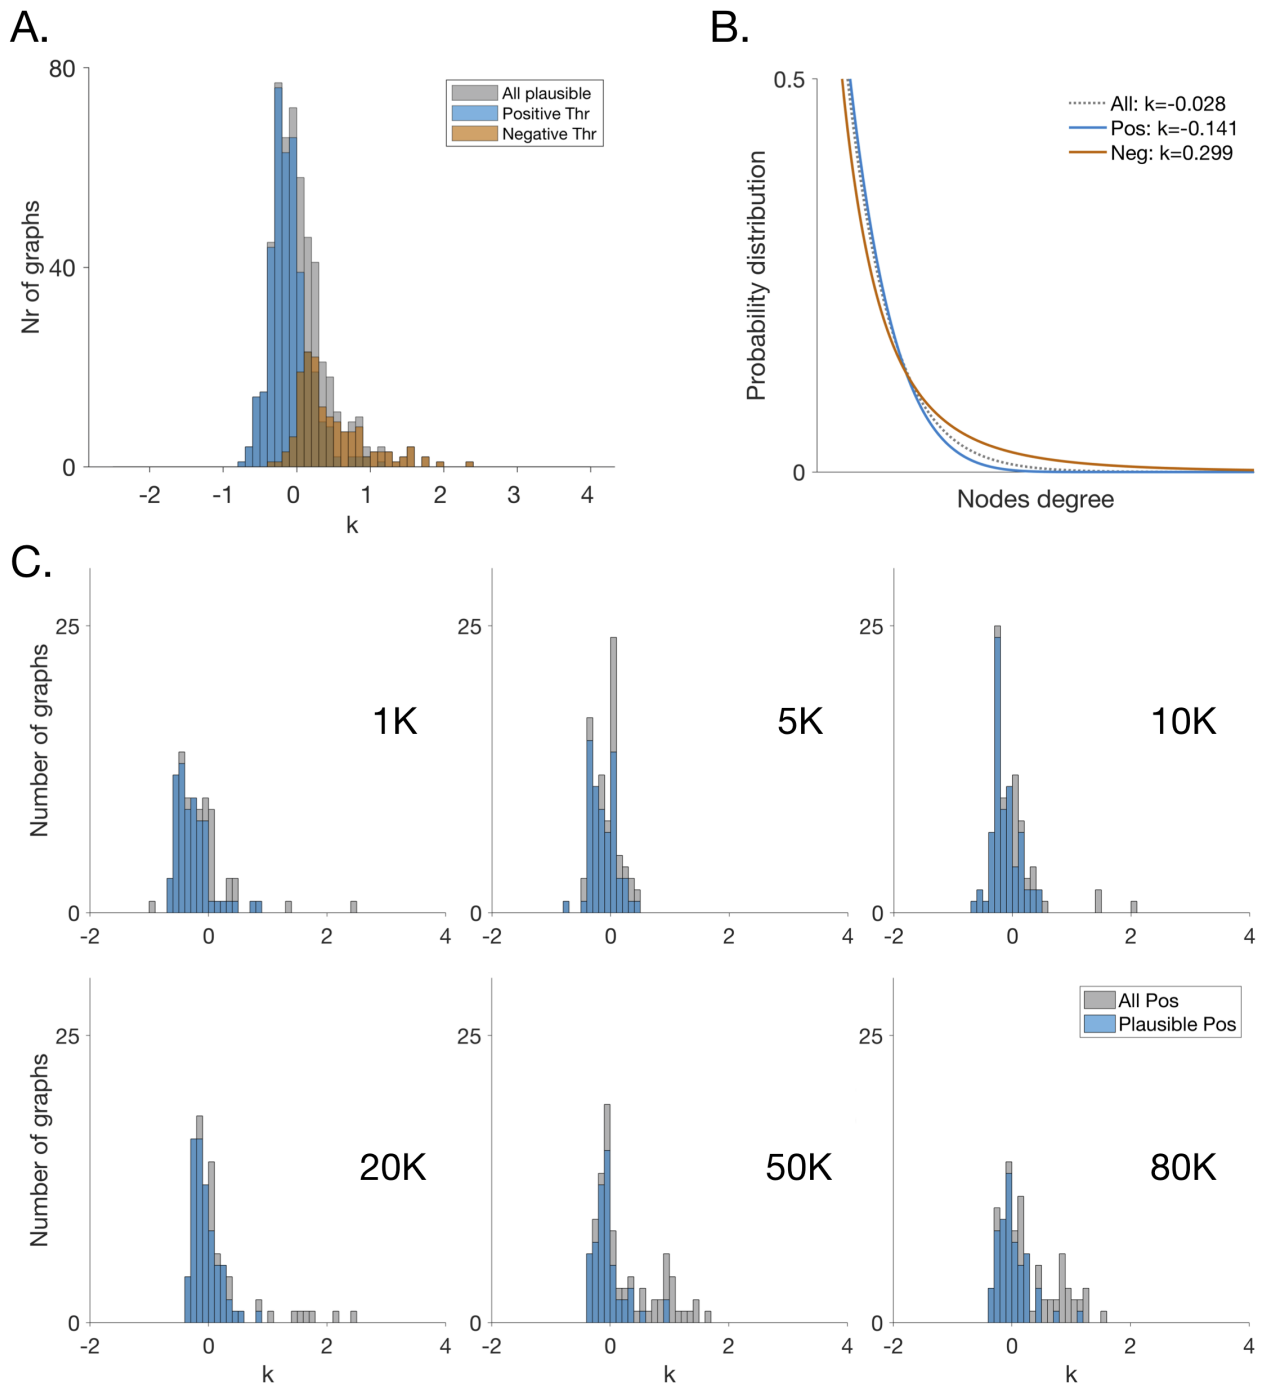 A.
80
40
0
Nr of graphs
-2 -1 0 1 2 3 4
k
All plausible
Positive Thr
Negative Thr
B.
0.5
0
Probability distribution
Nodes degree
All: k=-0.028
Pos: k=-0.141
Neg: k=0.299
C.
25
0
Number of graphs
1K
-2 0 2 4
25
0
5K
-2 0 2 4
25
0
10K
-2 0 2 4
25
0
Number of graphs
20K
-2 0 2 4
k
25
0
50K
-2 0 2 4
k
25
0
All Pos
Plausible Pos
80K
-2 0 2 4
k